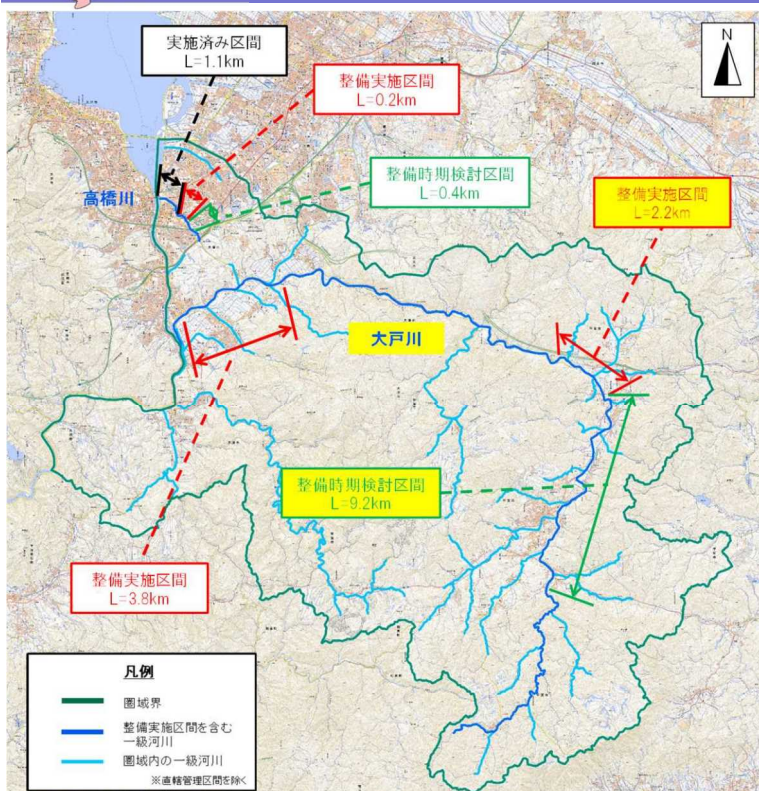 実施済み区間
L=1.1km
N
整備実施区間
L=0.2km
整備時期検討区間
L=0.4km
整備実施区間
L=2.2km
高橋川
大戸川
整備時期検討区間
L=9.2km
整備実施区間
L=3.8km
凡例
圏域界
整備実施区間を含む
一級河川
圏域内の一級河川
※直轄管理区間を除く